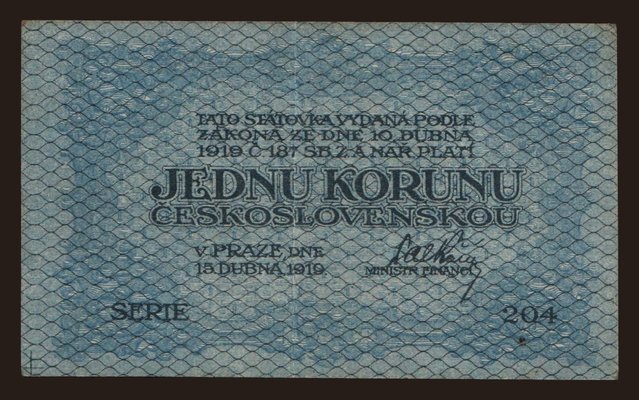 TATO STÁTOVKA VYDANÁ PODLE
ZÁKONA ZE DNE 10. DUBNA
1919 Č. 187 SB. Z. A NAŘ. PLATÍ
JEDNU KORUNU
ČESKOSLOVENSKOU
V PRAZE, DNE
15. DUBNA 1919.
MINISTR FINANCÍ
SERIE 204